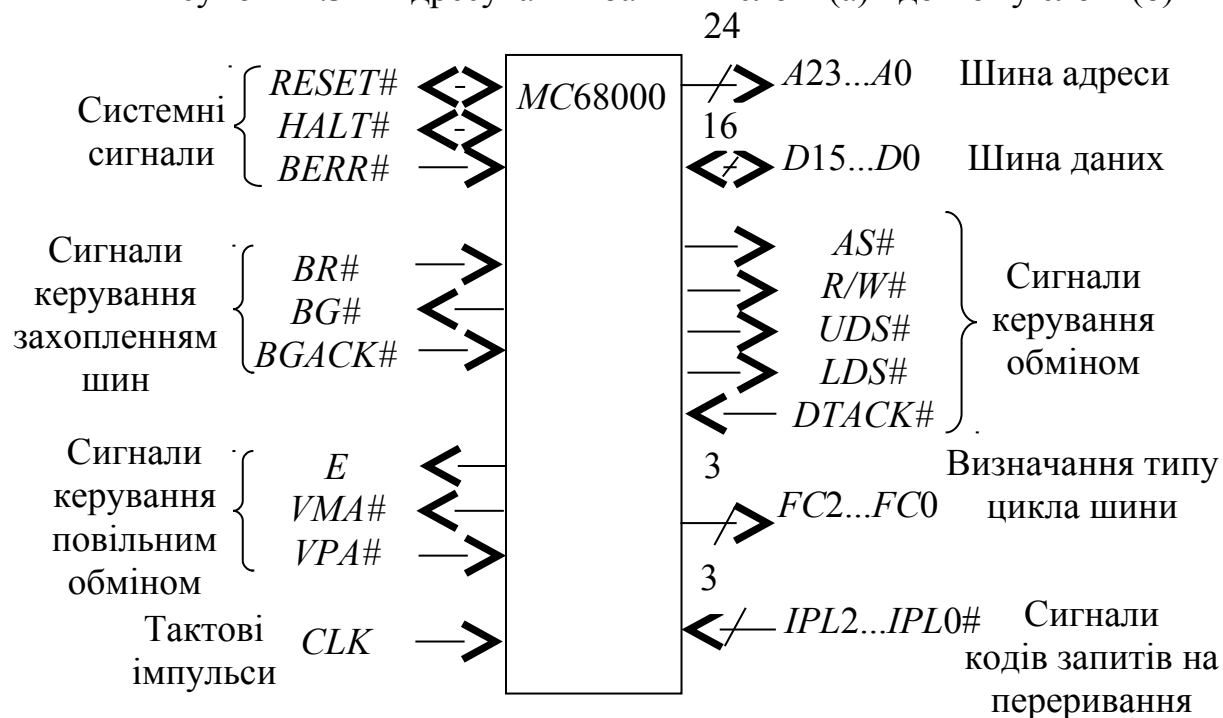 24
Системні
сигнали
RESET#
HALT#
BERR#
MC68000
A23...A0 Шина адреси
16
D15...D0 Шина даних
Сигнали
керування
захопленням
шин
BR#
BG#
BGACK#
AS#
R/W#
UDS#
LDS#
DTACK#
Сигнали
керування
обміном
Сигнали
керування
повільним
обміном
E
VMA#
VPA#
3
FC2...FC0
Визначання типу
цикла шини
Тактові
імпульси
CLK
3
IPL2...IPL0#
Сигнали
кодів запитів на
переривання